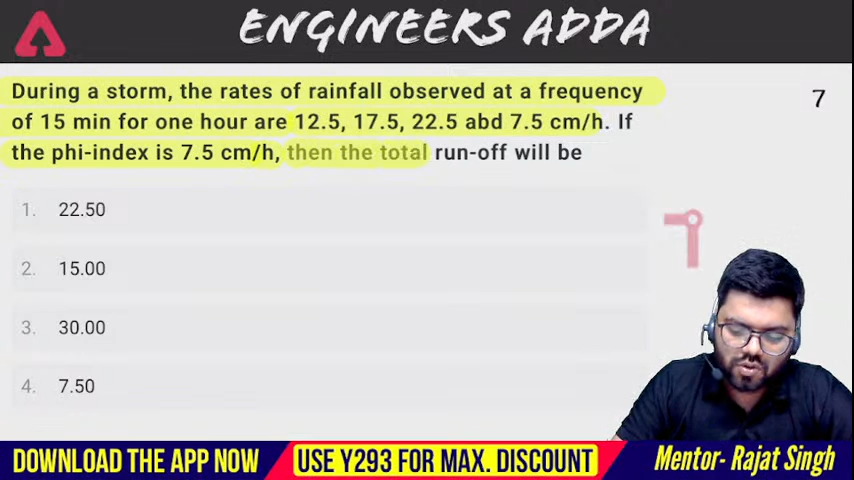 ENGINEERS ADDA
During a storm, the rates of rainfall observed at a frequency
7
of 15 min for one hour are 12.5, 17.5, 22.5 abd 7.5 cm/h. If
the phi-index is 7.5 cm/h, then the total run-off will be
1. 22.50
2. 15.00
3. 30.00
4. 7.50
DOWNLOAD THE APP NOW
USE Y293 FOR MAX. DISCOUNT
Mentor- Rajat Singh